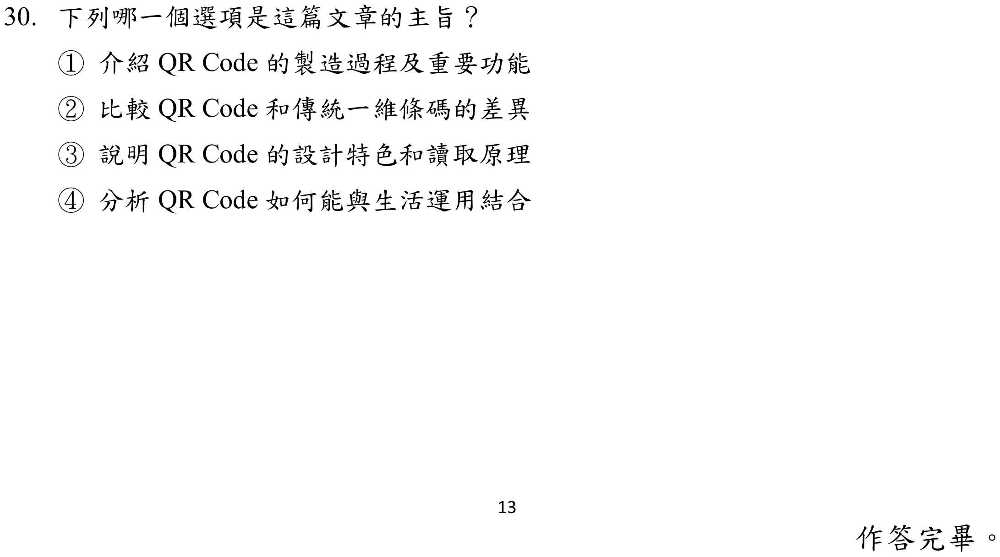 30. 下列哪一個選項是這篇文章的主旨？
① 介紹 QR Code 的製造過程及重要功能
② 比較 QR Code 和傳統一維條碼的差異
③ 說明 QR Code 的設計特色和讀取原理
④ 分析 QR Code 如何能與生活運用結合
13
作答完畢。